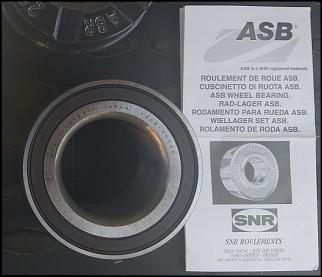 ASB
ASB is a SNR registered trademark
ROULEMENT DE ROUE ASB.
CUSCINETTO DI RUOTA ASB.
ASB WHEEL BEARING.
RAD-LAGER ASB.
RODAMIENTO PARA RUEDA ASB.
WIELLAGER SET ASB.
ROLAMENTO DE RODA ASB.
SNR
SNR ROULEMENTS